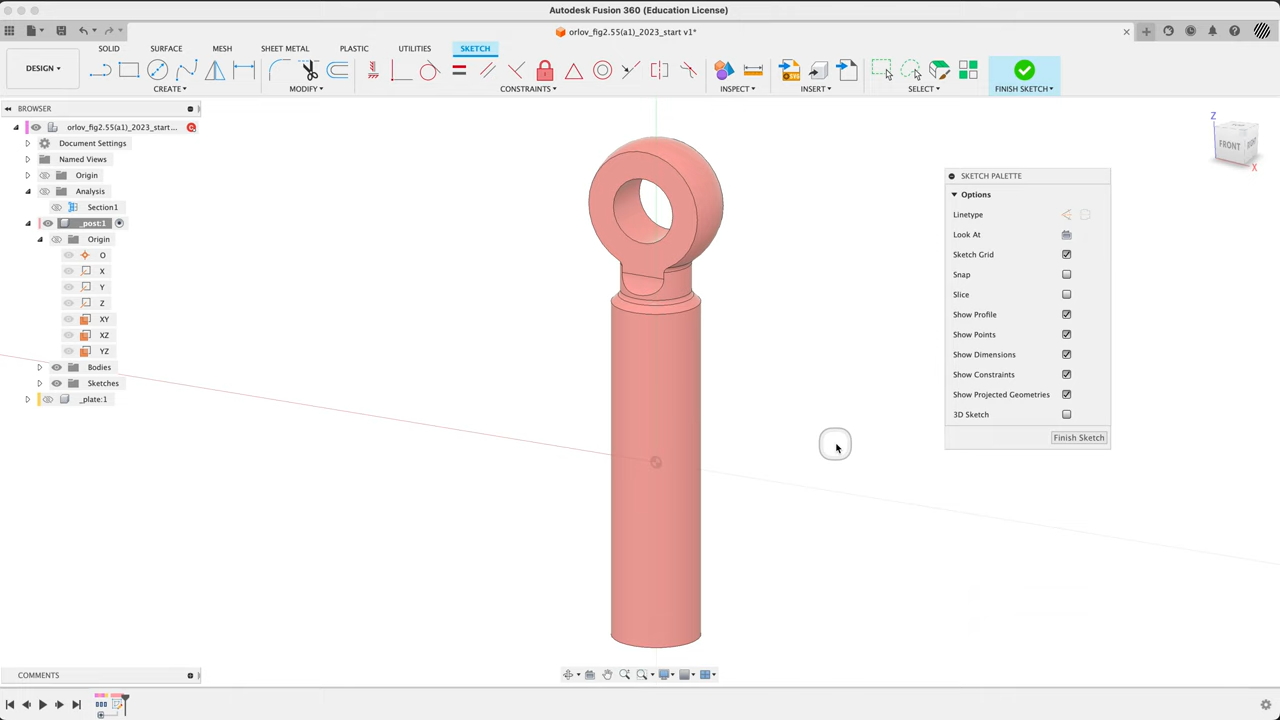 Autodesk Fusion 360 (Education License)
orlov_fig2.55(a1)_2023_start v1*
SOLID SURFACE MESH SHEET METAL PLASTIC UTILITIES SKETCH
DESIGN
CREATE MODIFY CONSTRAINTS INSPECT INSERT SELECT FINISH SKETCH
BROWSER
orlov_fig2.55(a1)_2023_start...
Document Settings
Named Views
Origin
Analysis
Section1
_post:1
Origin
O
X
Y
Z
XY
XZ
YZ
Bodies
Sketches
_plate:1
Z
FRONT
X
SKETCH PALETTE
Options
Linetype
Look At
Sketch Grid
Snap
Slice
Show Profile
Show Points
Show Dimensions
Show Constraints
Show Projected Geometries
3D Sketch
Finish Sketch
COMMENTS